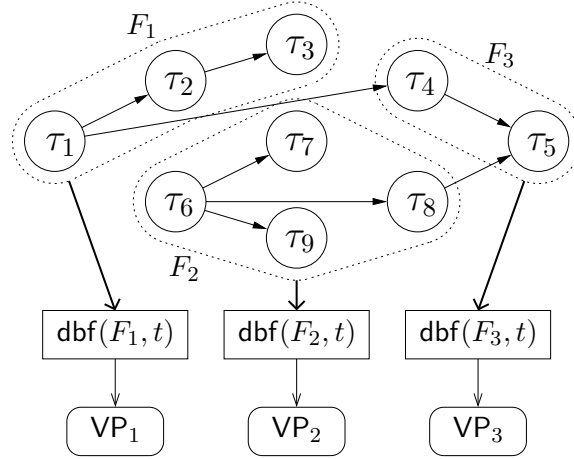 F₁
τ₃
τ₂
F₃
τ₄
τ₁
τ₇
τ₅
τ₆
τ₈
τ₉
F₂
dbf(F₁, t)
dbf(F₂, t)
dbf(F₃, t)
VP₁
VP₂
VP₃